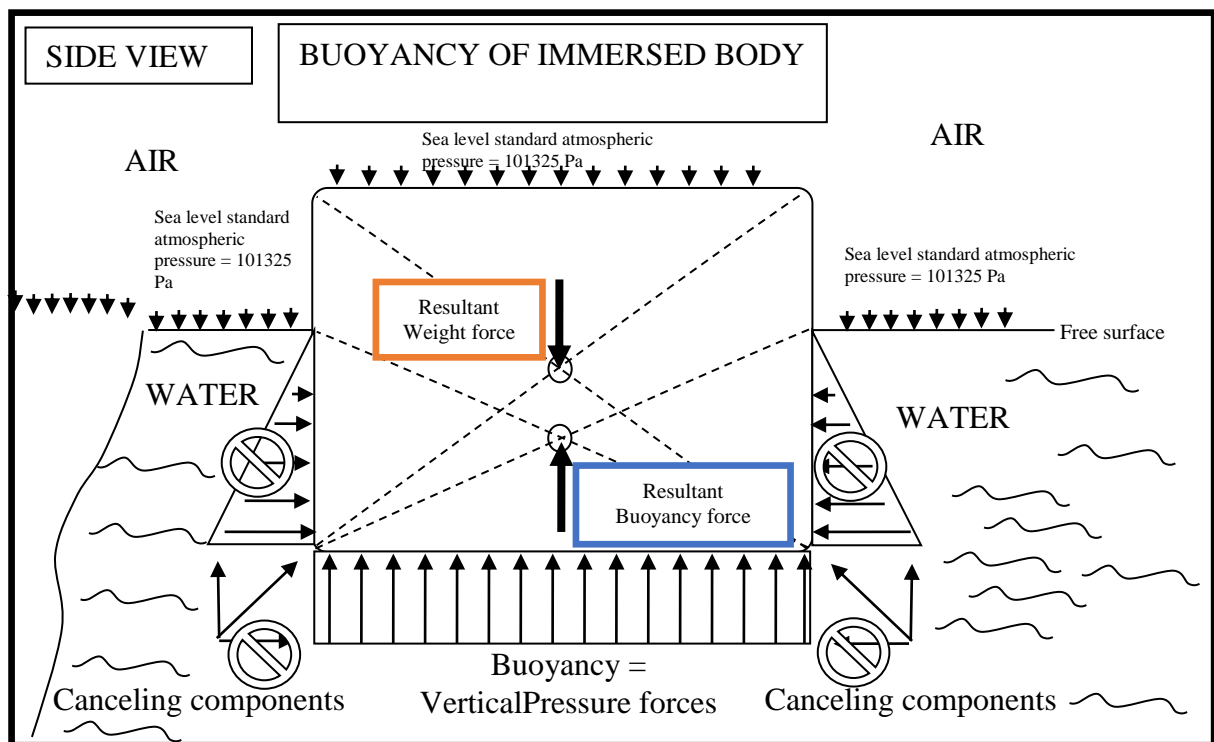 SIDE VIEW
BUOYANCY OF IMMERSED BODY
AIR
Sea level standard atmospheric
pressure = 101325 Pa
AIR
Sea level standard
atmospheric
pressure = 101325
Pa
Sea level standard atmospheric
pressure = 101325 Pa
Resultant
Weight force
Free surface
WATER
WATER
Resultant
Buoyancy force
Buoyancy =
VerticalPressure forces
Canceling components
Canceling components